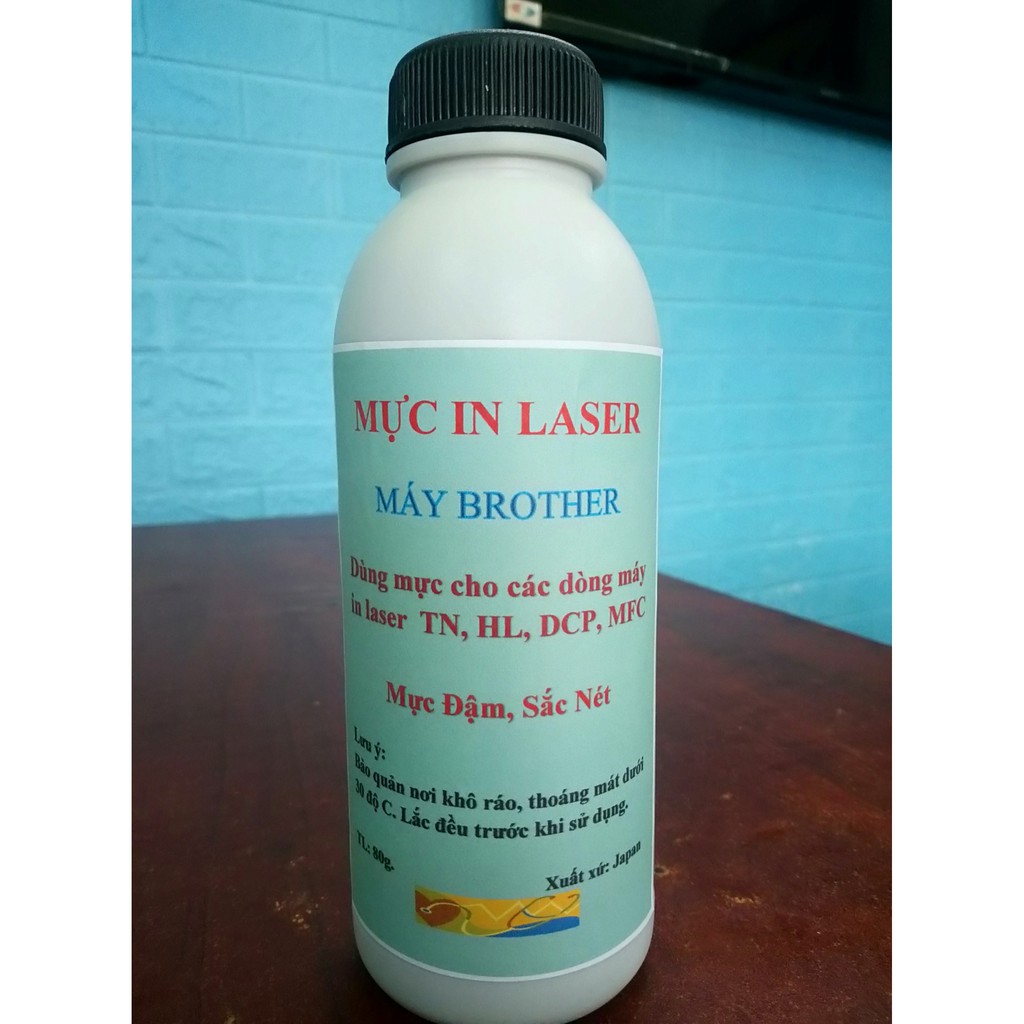 MỰC IN LASER
MÁY BROTHER
Dùng mực cho các dòng máy
in laser TN, HL, DCP, MFC
Mực Đậm, Sắc Nét
Lưu ý:
Bảo quản nơi khô ráo, thoáng mát dưới
30 độ C. Lắc đều trước khi sử dụng.
TL: 80g.
Xuất xứ: Japan